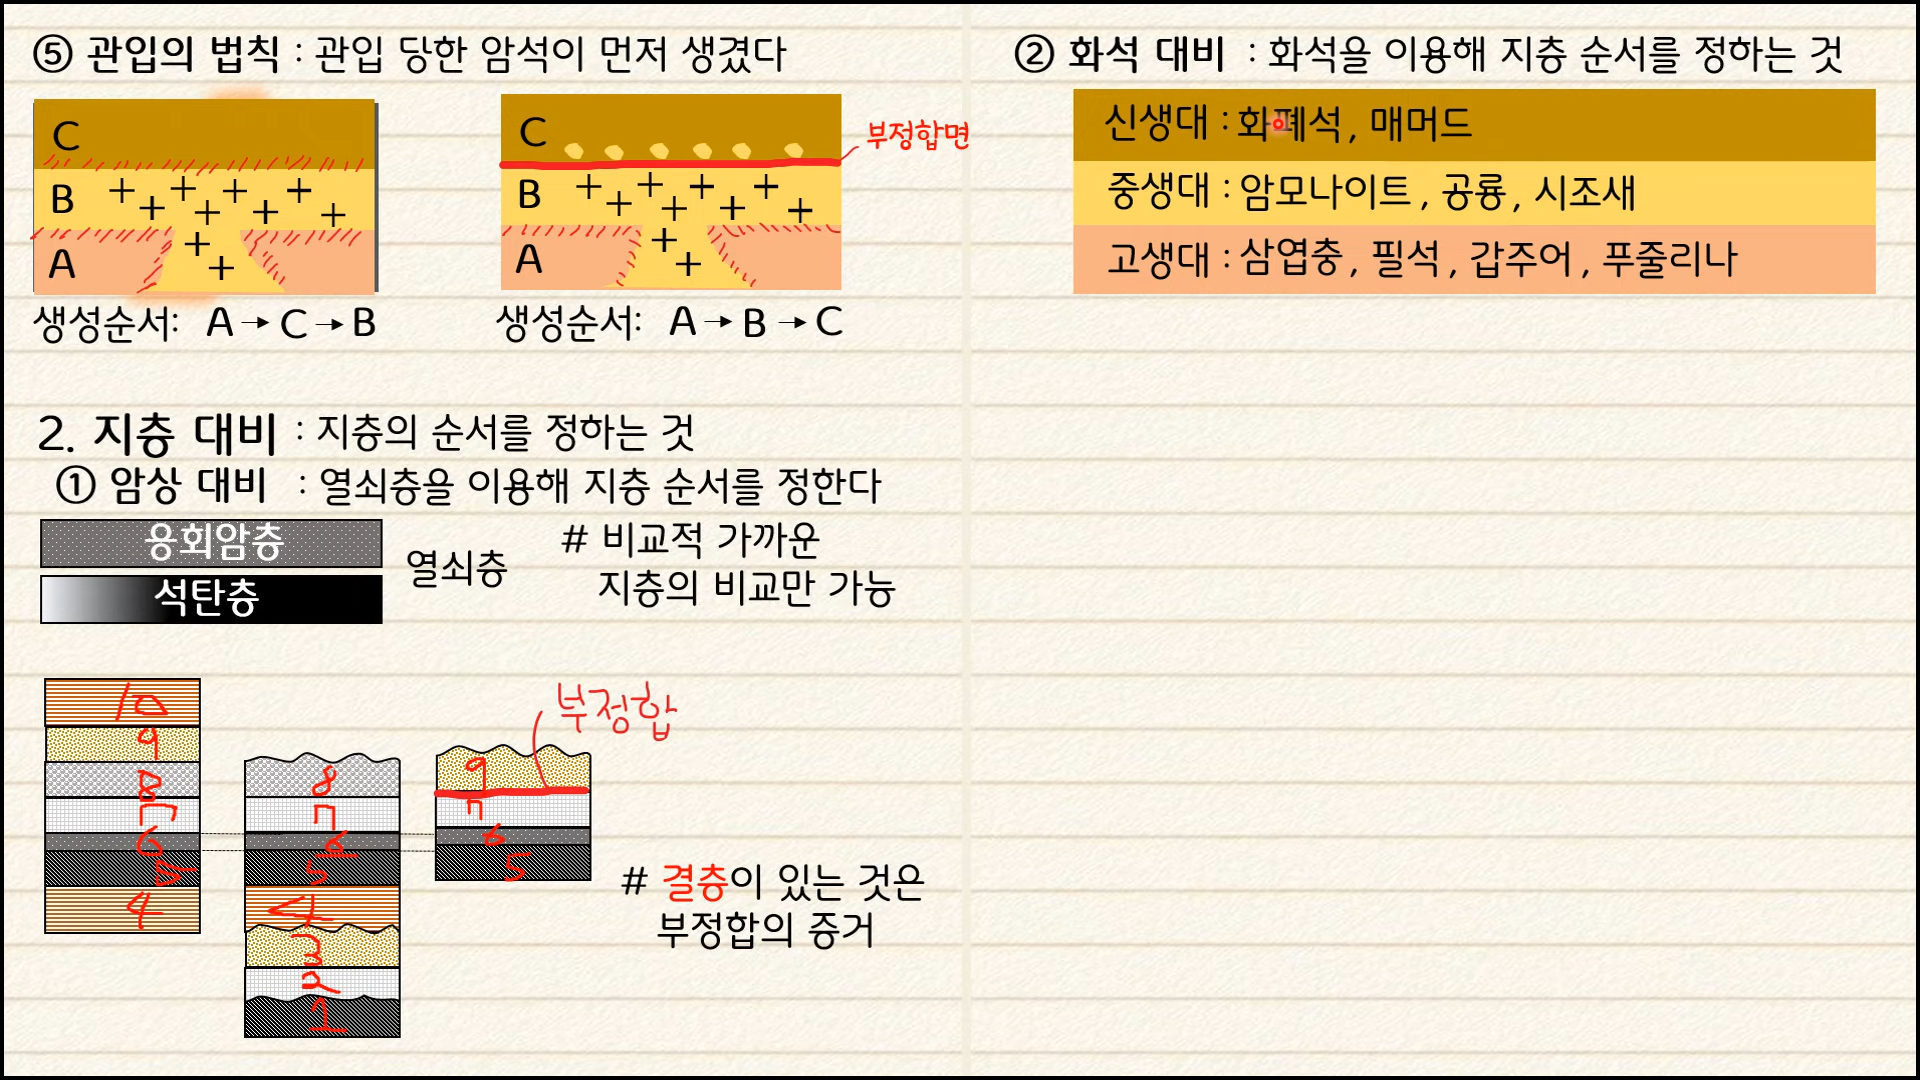 ⑤ 관입의 법칙 : 관입 당한 암석이 먼저 생겼다
C
B
A
생성순서: A → C → B
C
B
A
부정합면
생성순서: A → B → C
2. 지층 대비 : 지층의 순서를 정하는 것
① 암상 대비 : 열쇠층을 이용해 지층 순서를 정한다
응회암층
석탄층
열쇠층
# 비교적 가까운
지층의 비교만 가능
10
9
8
7
6
5
4
8
7
6
5
4
3
2
1
부정합
9
7
6
5
# 결층이 있는 것은
부정합의 증거
② 화석 대비 : 화석을 이용해 지층 순서를 정하는 것
신생대 : 화폐석, 매머드
중생대 : 암모나이트, 공룡, 시조새
고생대 : 삼엽충, 필석, 갑주어, 푸줄리나